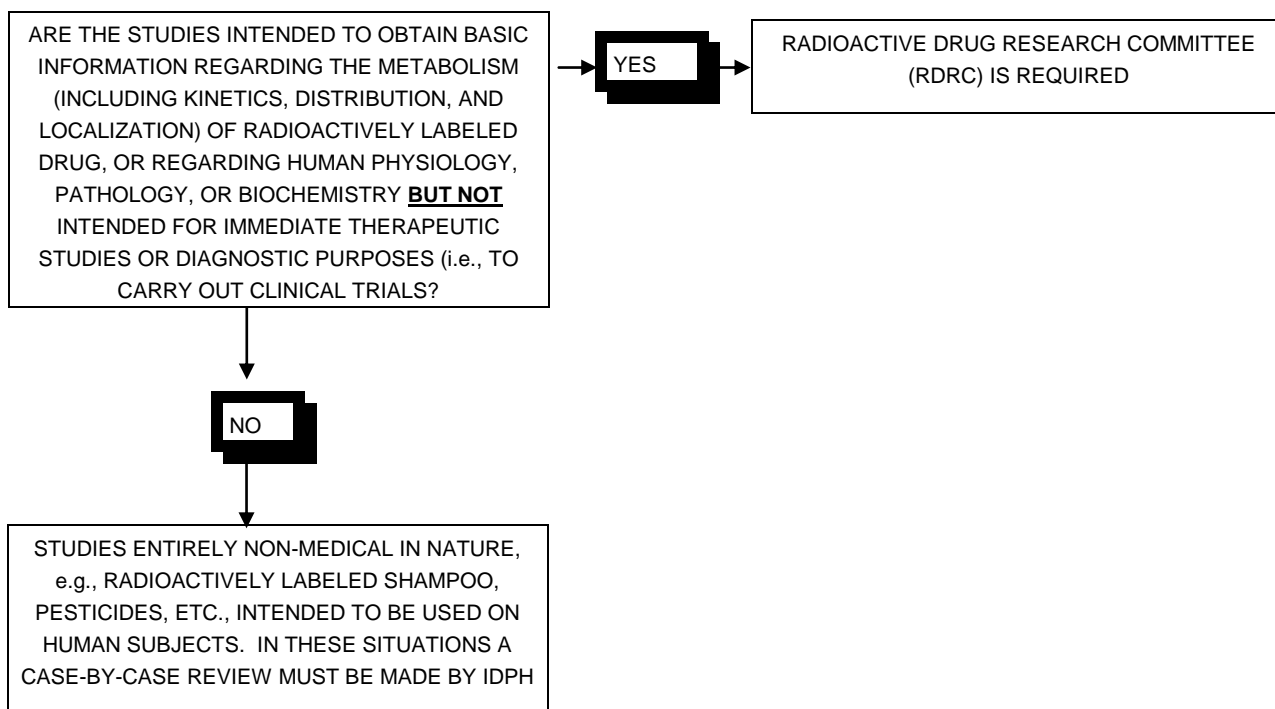 ARE THE STUDIES INTENDED TO OBTAIN BASIC
INFORMATION REGARDING THE METABOLISM
(INCLUDING KINETICS, DISTRIBUTION, AND
LOCALIZATION) OF RADIOACTIVELY LABELED
DRUG, OR REGARDING HUMAN PHYSIOLOGY,
PATHOLOGY, OR BIOCHEMISTRY BUT NOT
INTENDED FOR IMMEDIATE THERAPEUTIC
STUDIES OR DIAGNOSTIC PURPOSES (i.e., TO
CARRY OUT CLINICAL TRIALS?
YES
RADIOACTIVE DRUG RESEARCH COMMITTEE
(RDRC) IS REQUIRED
NO
STUDIES ENTIRELY NON-MEDICAL IN NATURE,
e.g., RADIOACTIVELY LABELED SHAMPOO,
PESTICIDES, ETC., INTENDED TO BE USED ON
HUMAN SUBJECTS.  IN THESE SITUATIONS A
CASE-BY-CASE REVIEW MUST BE MADE BY IDPH